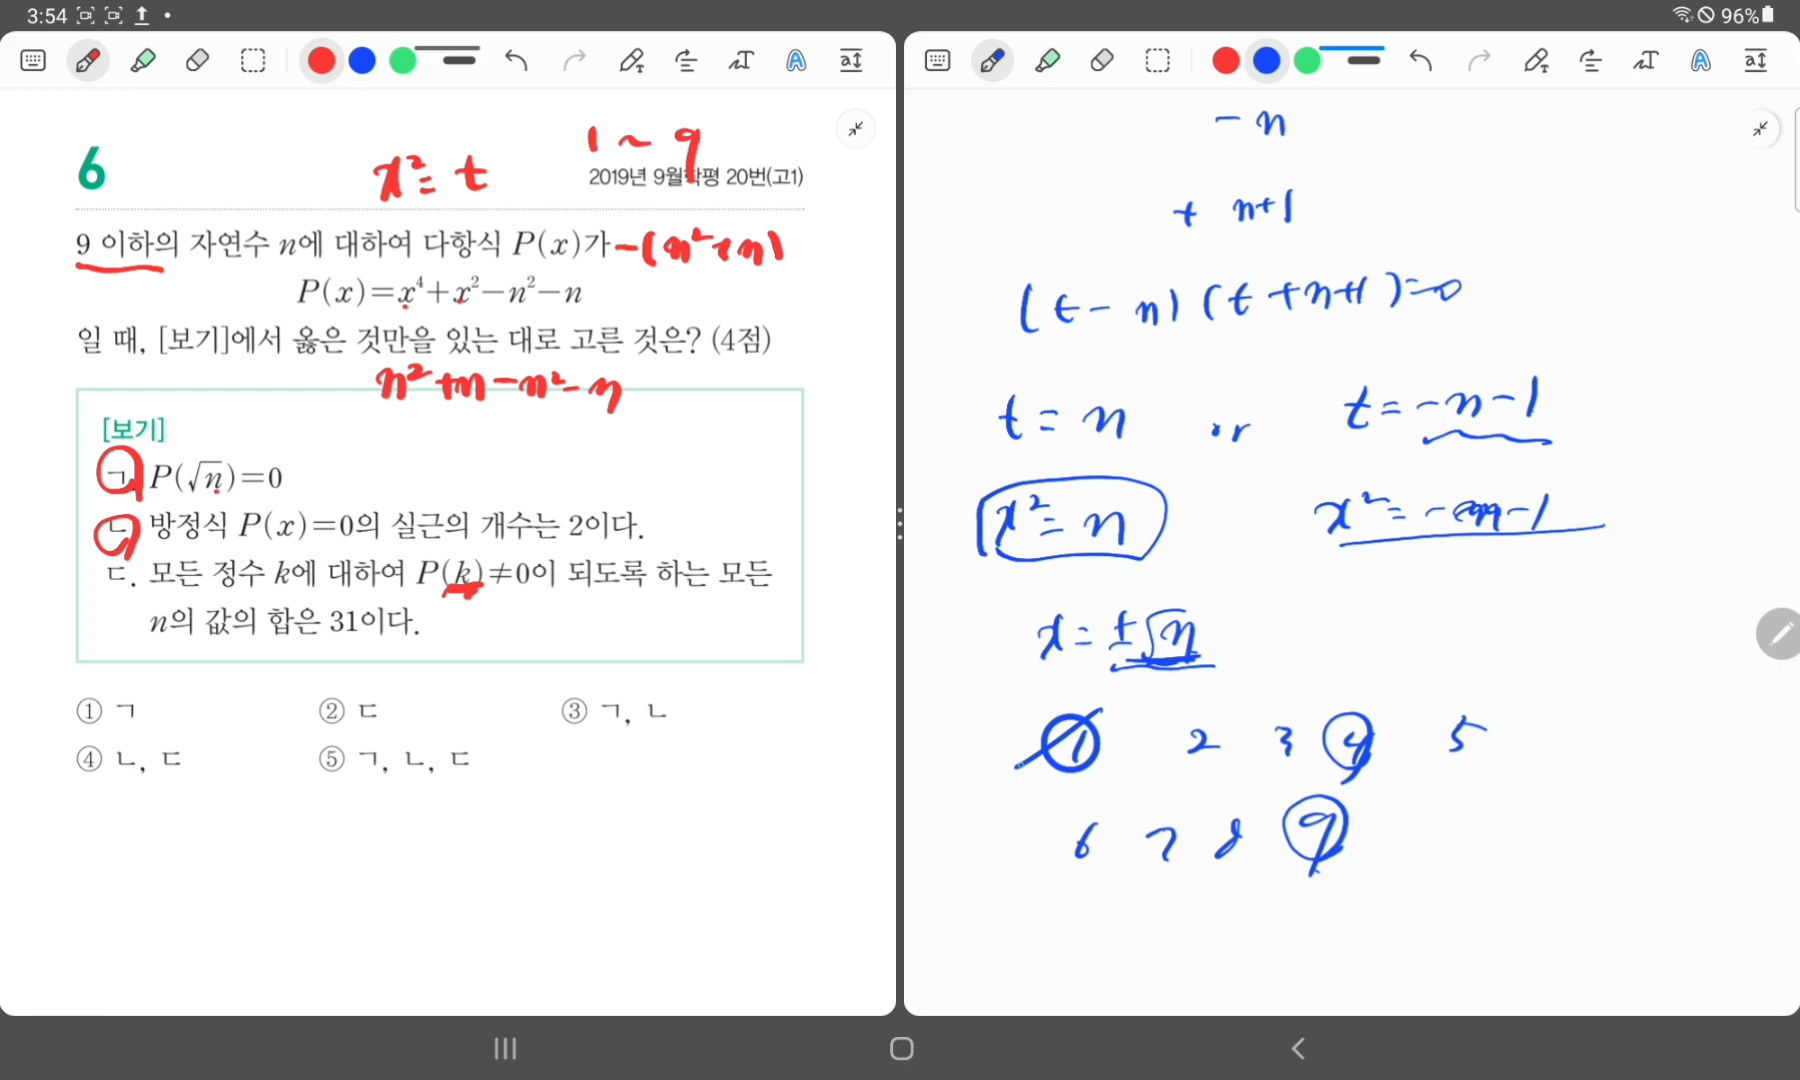 3:54
96%
6
x² = t
1 ~ 9
2019년 9월학평 20번(고1)
9 이하의 자연수 n에 대하여 다항식 P(x)가
-(n²+n)
P(x)=x⁴+x²−n²−n
일 때, [보기]에서 옳은 것만을 있는 대로 고른 것은? (4점)
n²+n-n²-n
[보기]
ㄱ. P(√n)=0
ㄴ. 방정식 P(x)=0의 실근의 개수는 2이다.
ㄷ. 모든 정수 k에 대하여 P(k)≠0이 되도록 하는 모든
n의 값의 합은 31이다.
① ㄱ ② ㄷ ③ ㄱ, ㄴ
④ ㄴ, ㄷ ⑤ ㄱ, ㄴ, ㄷ
- n
+ n+1
(t - n)(t+n+1)=0
t = n or t = -n-1
x² = n x² = -n-1
x = ±√n
1 2 3 4 5
6 7 8 9